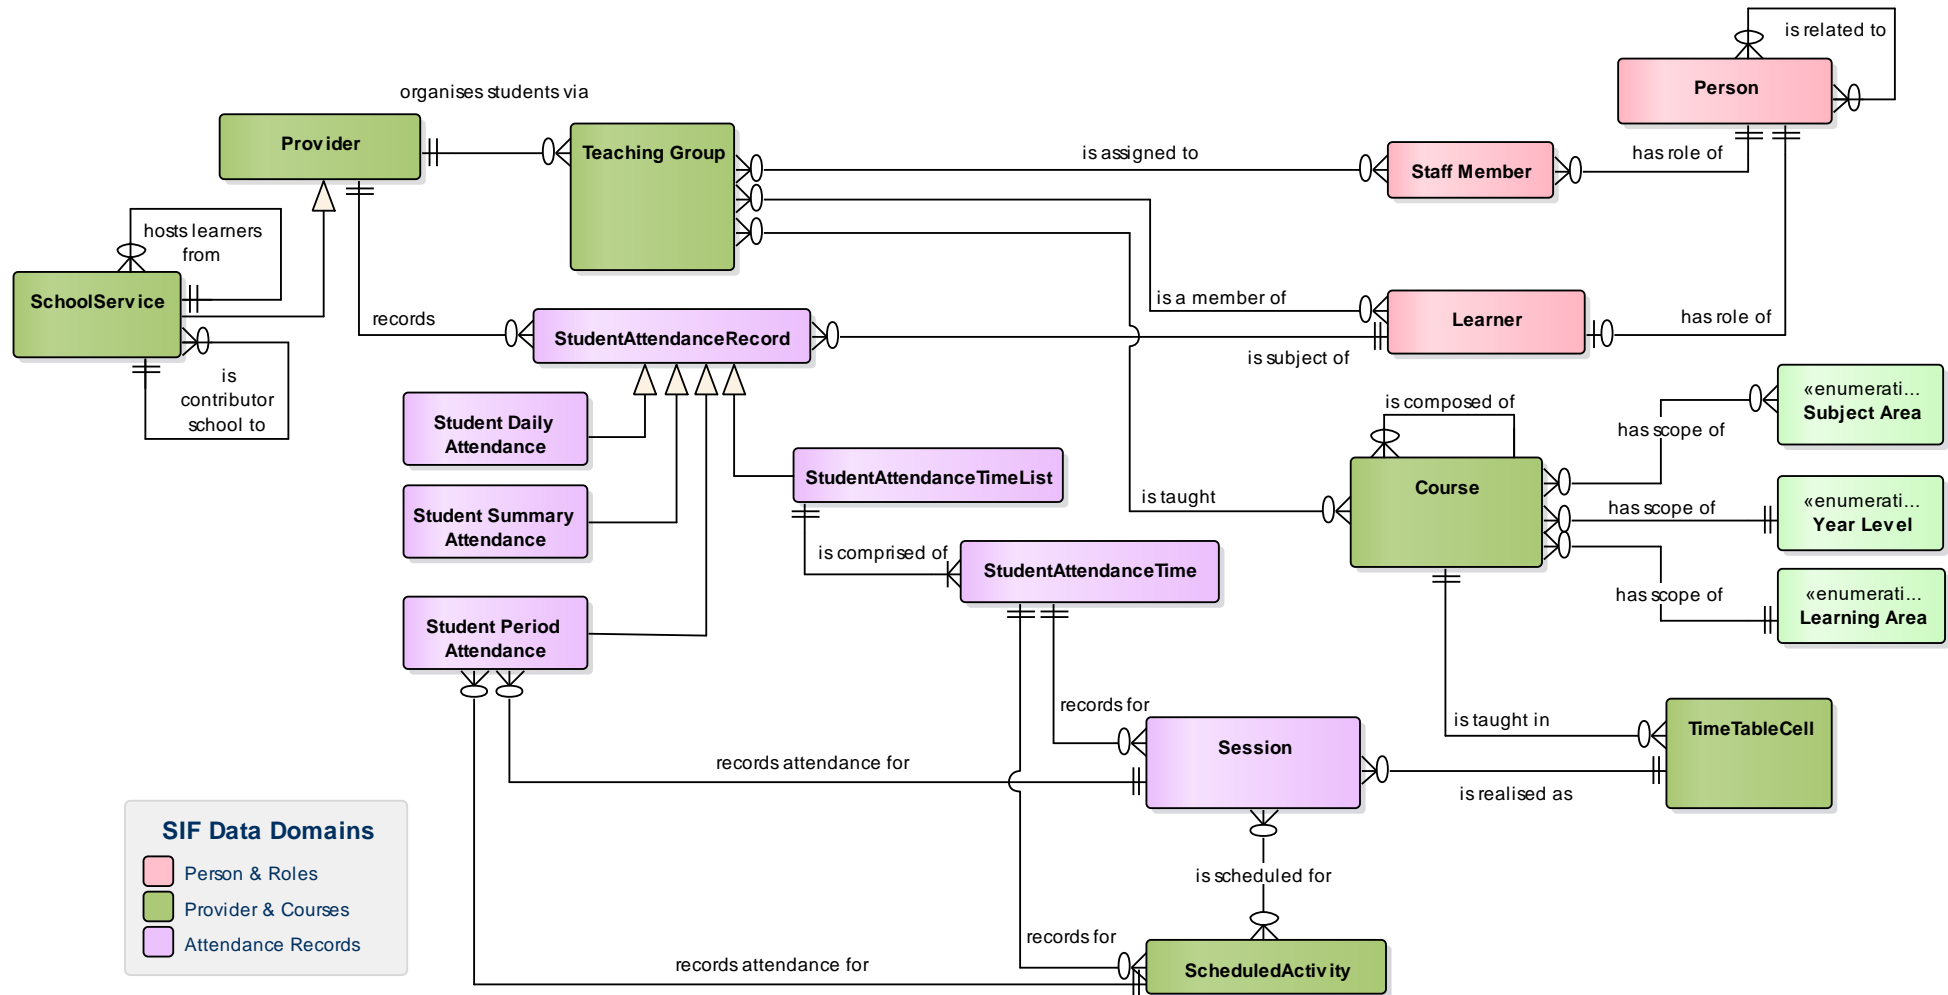 is related to
Person
organises students via
Provider
Teaching Group
is assigned to
Staff Member
has role of
hosts learners
from
SchoolService
records
StudentAttendanceRecord
is a member of
Learner
has role of
is subject of
is
contributor
school to
Student Daily
Attendance
is composed of
«enumerati...
Subject Area
has scope of
StudentAttendanceTimeList
Course
is taught
Student Summary
Attendance
has scope of
«enumerati...
Year Level
is comprised of
StudentAttendanceTime
has scope of
«enumerati...
Learning Area
Student Period
Attendance
records for
Session
is taught in
TimeTableCell
records attendance for
is realised as
SIF Data Domains
Person & Roles
Provider & Courses
Attendance Records
is scheduled for
records for
records attendance for
ScheduledActivity